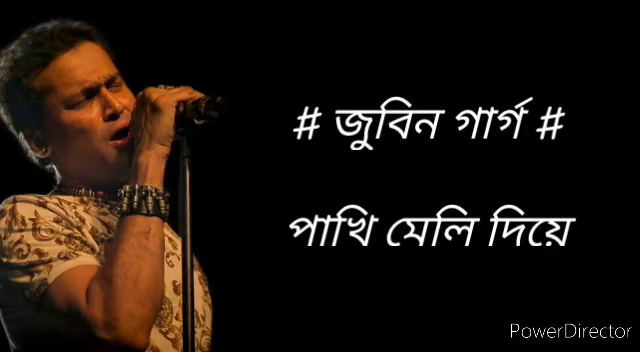 # জুবিন গার্গ #
পাখি মেলি দিয়ে
PowerDirector